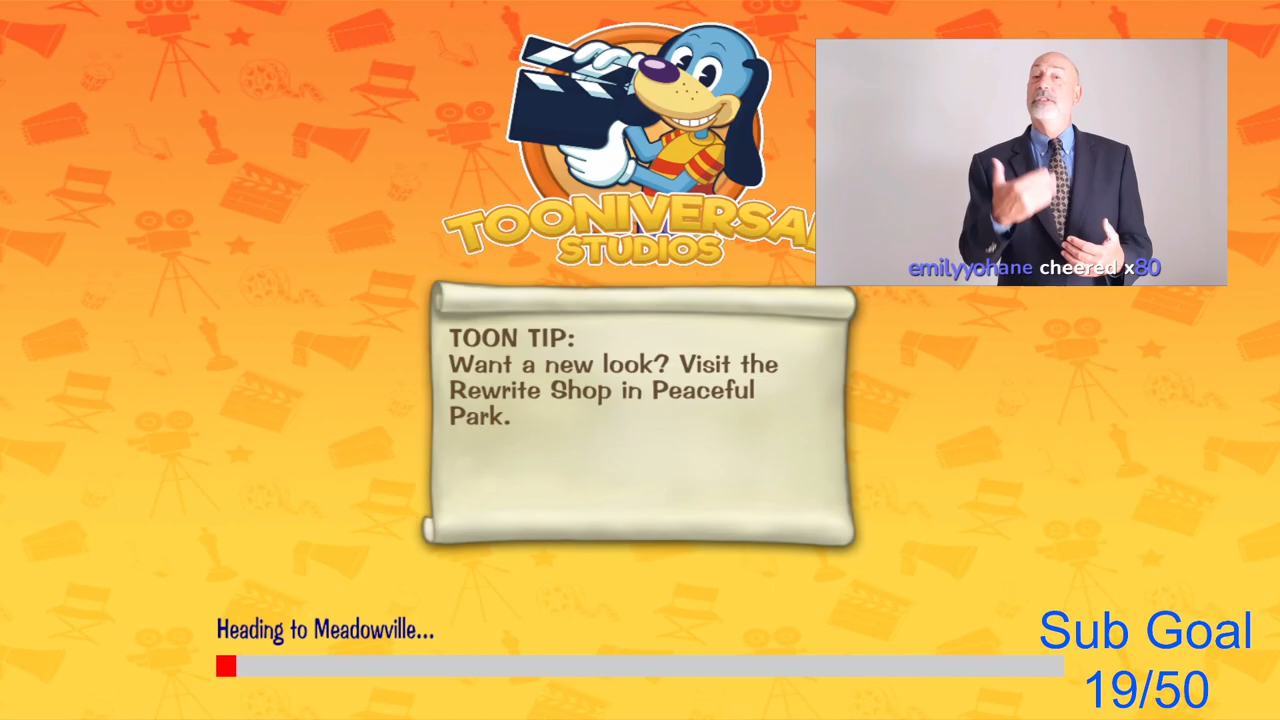 TOONIVERSAL
STUDIOS
emilyyohane cheered x80
TOON TIP:
Want a new look? Visit the
Rewrite Shop in Peaceful
Park.
Heading to Meadowville...
Sub Goal
19/50